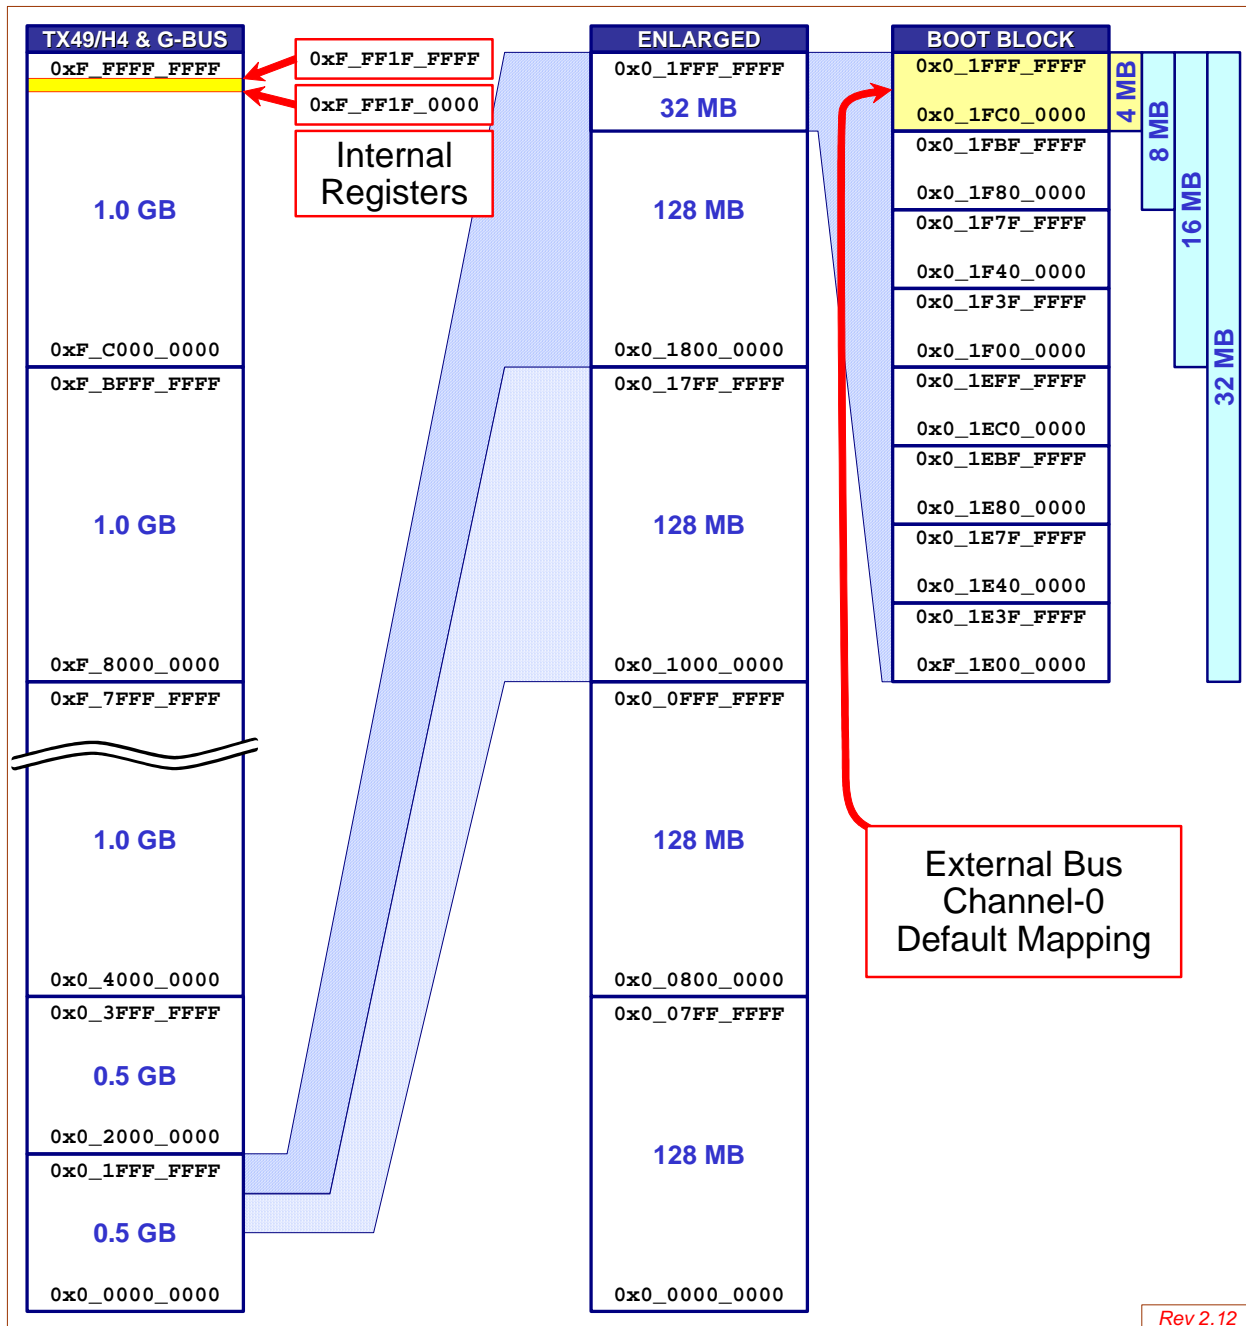 TX49/H4 & G-BUS
0xF_FFFF_FFFF
1.0 GB
0xF_C000_0000
0xF_BFFF_FFFF
1.0 GB
0xF_8000_0000
0xF_7FFF_FFFF
1.0 GB
0x0_4000_0000
0x0_3FFF_FFFF
0.5 GB
0x0_2000_0000
0x0_1FFF_FFFF
0.5 GB
0x0_0000_0000
0xF_FF1F_FFFF
0xF_FF1F_0000
Internal
Registers
ENLARGED
0x0_1FFF_FFFF
32 MB
128 MB
0x0_1800_0000
0x0_17FF_FFFF
128 MB
0x0_1000_0000
0x0_0FFF_FFFF
128 MB
0x0_0800_0000
0x0_07FF_FFFF
128 MB
0x0_0000_0000
BOOT BLOCK
0x0_1FFF_FFFF
0x0_1FC0_0000
0x0_1FBF_FFFF
0x0_1F80_0000
0x0_1F7F_FFFF
0x0_1F40_0000
0x0_1F3F_FFFF
0x0_1F00_0000
0x0_1EFF_FFFF
0x0_1EC0_0000
0x0_1EBF_FFFF
0x0_1E80_0000
0x0_1E7F_FFFF
0x0_1E40_0000
0x0_1E3F_FFFF
0xF_1E00_0000
4 MB
8 MB
16 MB
32 MB
External Bus
Channel-0
Default Mapping
Rev 2.12